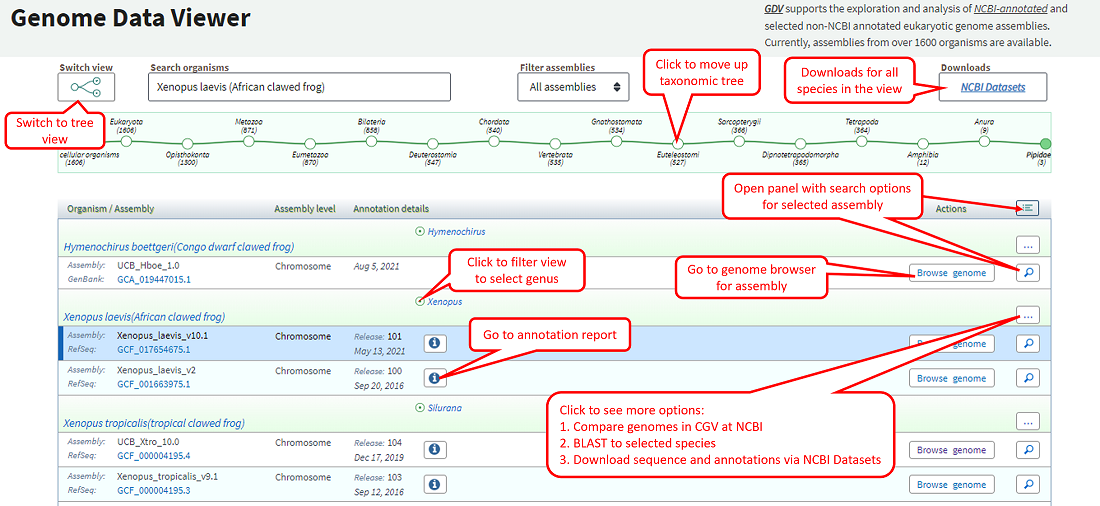 Genome Data Viewer
GDV supports the exploration and analysis of NCBI-annotated and
selected non-NCBI annotated eukaryotic genome assemblies.
Currently, assemblies from over 1600 organisms are available.
Switch view
Search organisms
Filter assemblies
Click to move up
taxonomic tree
Downloads for all
species in the view
Downloads
Xenopus laevis (African clawed frog)
All assemblies
NCBI Datasets
Switch to tree
view
Eukaryota
(1606)
Metazoa
(871)
Bilateria
(858)
Chordata
(540)
Gnathostomata
(534)
Sarcopterygii
(366)
Tetrapoda
(364)
Anura
(9)
cellular organisms
(1606)
Opisthokonta
(1300)
Eumetazoa
(870)
Deuterostomia
(547)
Vertebrata
(535)
Euteleostomi
(527)
Dipnotetrapodomorpha
(365)
Amphibia
(12)
Pipidae
(3)
Open panel with search options
for selected assembly
Organism / Assembly
Assembly level
Annotation details
Actions
Hymenochirus
Hymenochirus boettgeri(Congo dwarf clawed frog)
...
Assembly: UCB_Hboe_1.0
GenBank: GCA_019447015.1
Chromosome
Aug 5, 2021
Click to filter view
to select genus
Go to genome browser
for assembly
Browse genome
Xenopus
Xenopus laevis(African clawed frog)
...
Assembly: Xenopus_laevis_v10.1
RefSeq: GCF_017654675.1
Chromosome
Release: 101
May 13, 2021
Go to annotation report
Browse genome
Assembly: Xenopus_laevis_v2
RefSeq: GCF_001663975.1
Chromosome
Release: 100
Sep 20, 2016
Browse genome
Silurana
Xenopus tropicalis(tropical clawed frog)
...
Click to see more options:
1. Compare genomes in CGV at NCBI
2. BLAST to selected species
3. Download sequence and annotations via NCBI Datasets
Assembly: UCB_Xtro_10.0
RefSeq: GCF_000004195.4
Chromosome
Release: 104
Dec 17, 2019
Browse genome
Assembly: Xenopus_tropicalis_v9.1
RefSeq: GCF_000004195.3
Chromosome
Release: 103
Sep 12, 2016
Browse genome